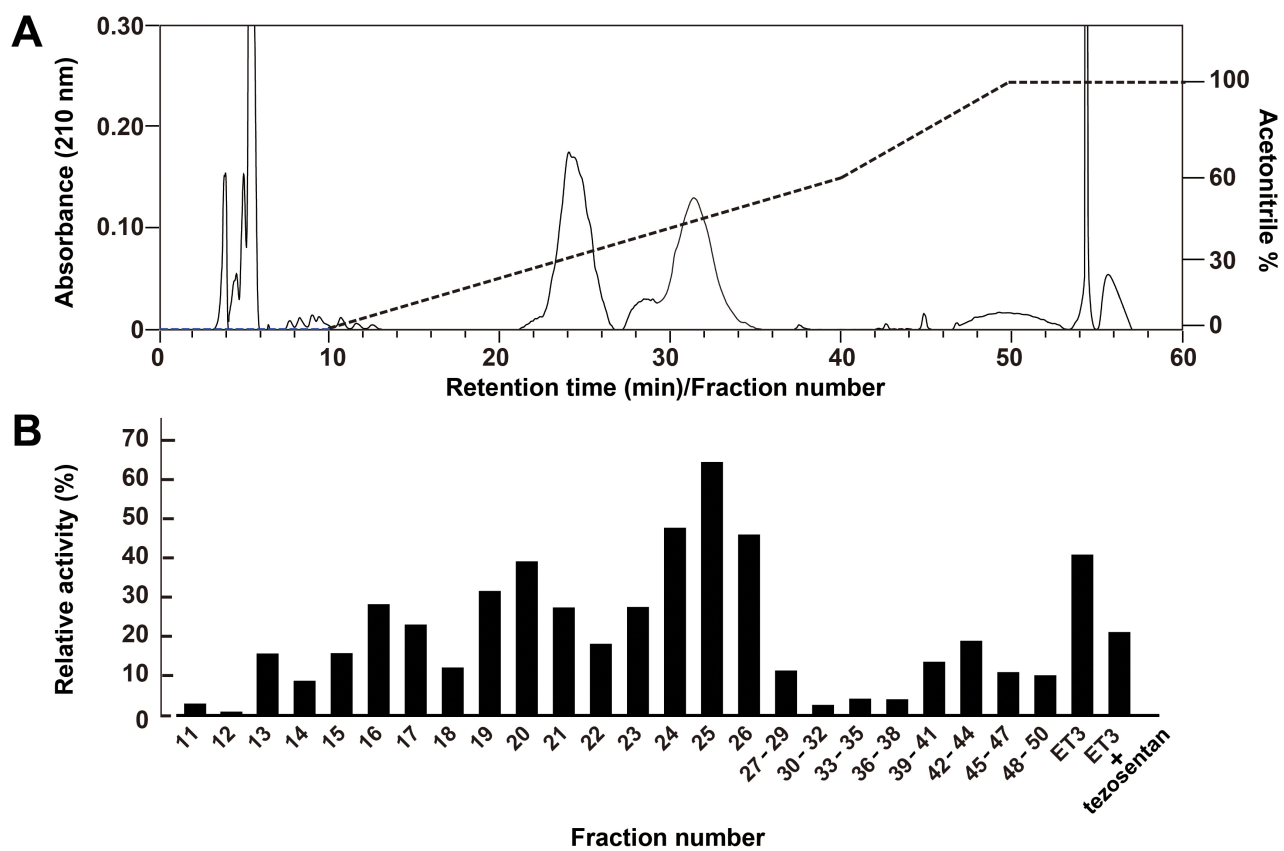 A
Absorbance (210 nm)
0.30
0.20
0.10
0
100
60
30
0
Acetonitrile %
0 10 20 30 40 50 60
Retention time (min)/Fraction number
B
Relative activity (%)
70
60
50
40
30
20
10
0
11 12 13 14 15 16 17 18 19 20 21 22 23 24 25 26 27 - 29 30 - 32 33 - 35 36 - 38 39 - 41 42 - 44 45 - 47 48 - 50 ET3 ET3
+
tezosentan
Fraction number